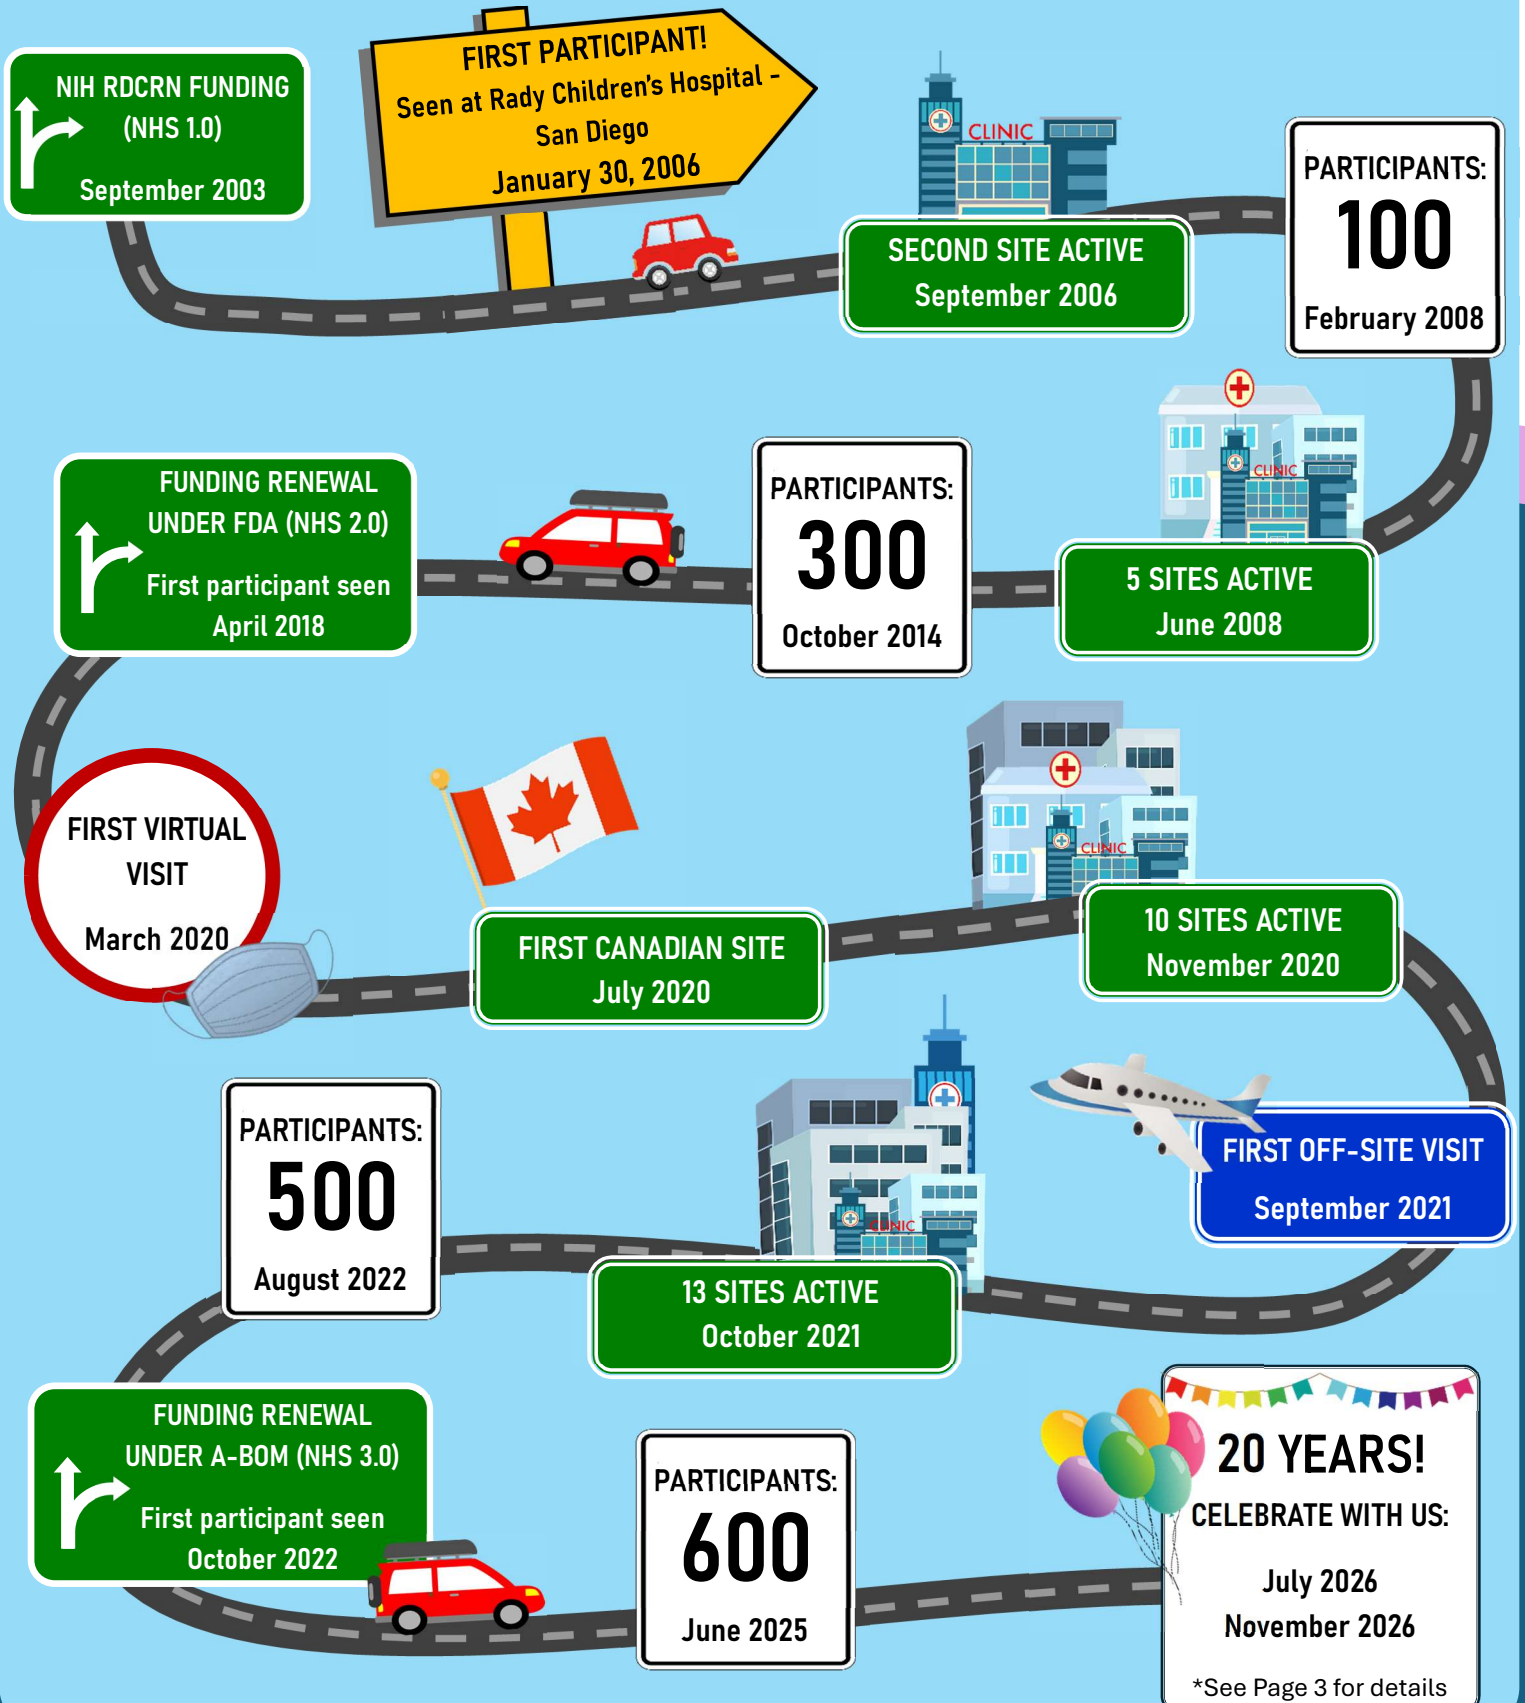 NIH RDCRN FUNDING
(NHS 1.0)
September 2003
FIRST PARTICIPANT!
Seen at Rady Children's Hospital -
San Diego
January 30, 2006
CLINIC
SECOND SITE ACTIVE
September 2006
PARTICIPANTS:
100
February 2008
CLINIC
5 SITES ACTIVE
June 2008
PARTICIPANTS:
300
October 2014
FUNDING RENEWAL
UNDER FDA (NHS 2.0)
First participant seen
April 2018
FIRST VIRTUAL
VISIT
March 2020
FIRST CANADIAN SITE
July 2020
CLINIC
10 SITES ACTIVE
November 2020
FIRST OFF-SITE VISIT
September 2021
CLINIC
13 SITES ACTIVE
October 2021
PARTICIPANTS:
500
August 2022
FUNDING RENEWAL
UNDER A-BOM (NHS 3.0)
First participant seen
October 2022
PARTICIPANTS:
600
June 2025
20 YEARS!
CELEBRATE WITH US:
July 2026
November 2026
*See Page 3 for details